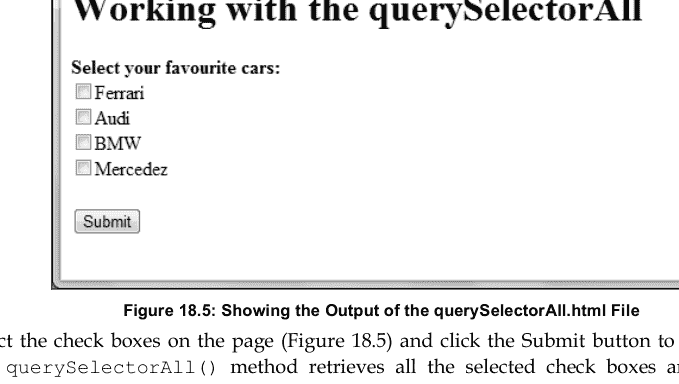 Working with the querySelectorAll
Select your favourite cars:
Ferrari
Audi
BMW
Mercedez
Submit
Figure 18.5: Showing the Output of the querySelectorAll.html File
the check boxes on the page (Figure 18.5) and click the Submit button to
querySelectorAll() method retrieves all the selected check boxes